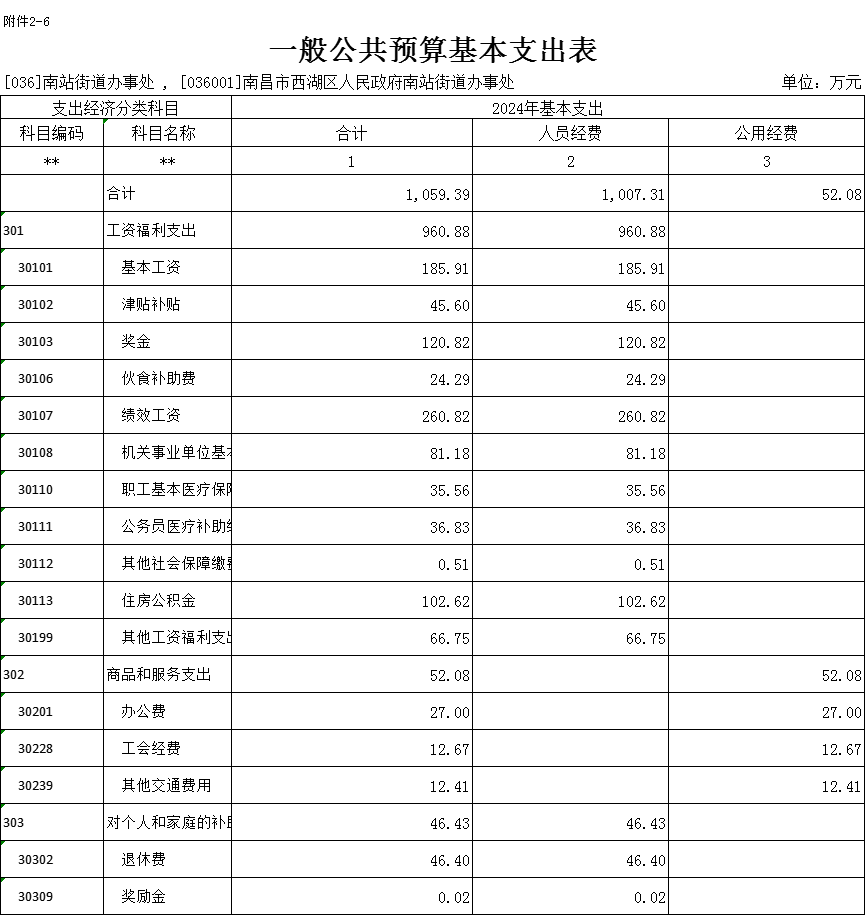 附件2-6
一般公共预算基本支出表
[036]南站街道办事处 , [036001]南昌市西湖区人民政府南站街道办事处 单位：万元
支出经济分类科目 2024年基本支出
科目编码 科目名称 合计 人员经费 公用经费
** ** 1 2 3
合计 1,059.39 1,007.31 52.08
301 工资福利支出 960.88 960.88
30101 基本工资 185.91 185.91
30102 津贴补贴 45.60 45.60
30103 奖金 120.82 120.82
30106 伙食补助费 24.29 24.29
30107 绩效工资 260.82 260.82
30108 机关事业单位基 81.18 81.18
30110 职工基本医疗保 35.56 35.56
30111 公务员医疗补助 36.83 36.83
30112 其他社会保障缴 0.51 0.51
30113 住房公积金 102.62 102.62
30199 其他工资福利支 66.75 66.75
302 商品和服务支出 52.08 52.08
30201 办公费 27.00 27.00
30228 工会经费 12.67 12.67
30239 其他交通费用 12.41 12.41
303 对个人和家庭的补 46.43 46.43
30302 退休费 46.40 46.40
30309 奖励金 0.02 0.02